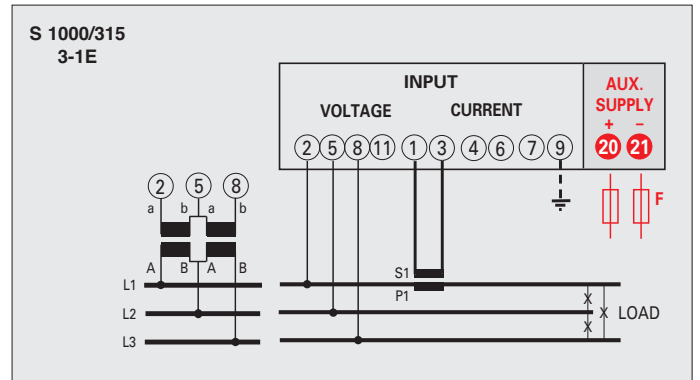 S 1000/315
3-1E
INPUT
VOLTAGE CURRENT
AUX.
SUPPLY
+ –
2 5 8 11 1 3 4 6 7 9 20 21
F
2 5 8
a b a b
A B A B
S1
P1
L1
L2
L3
X
X X
LOAD